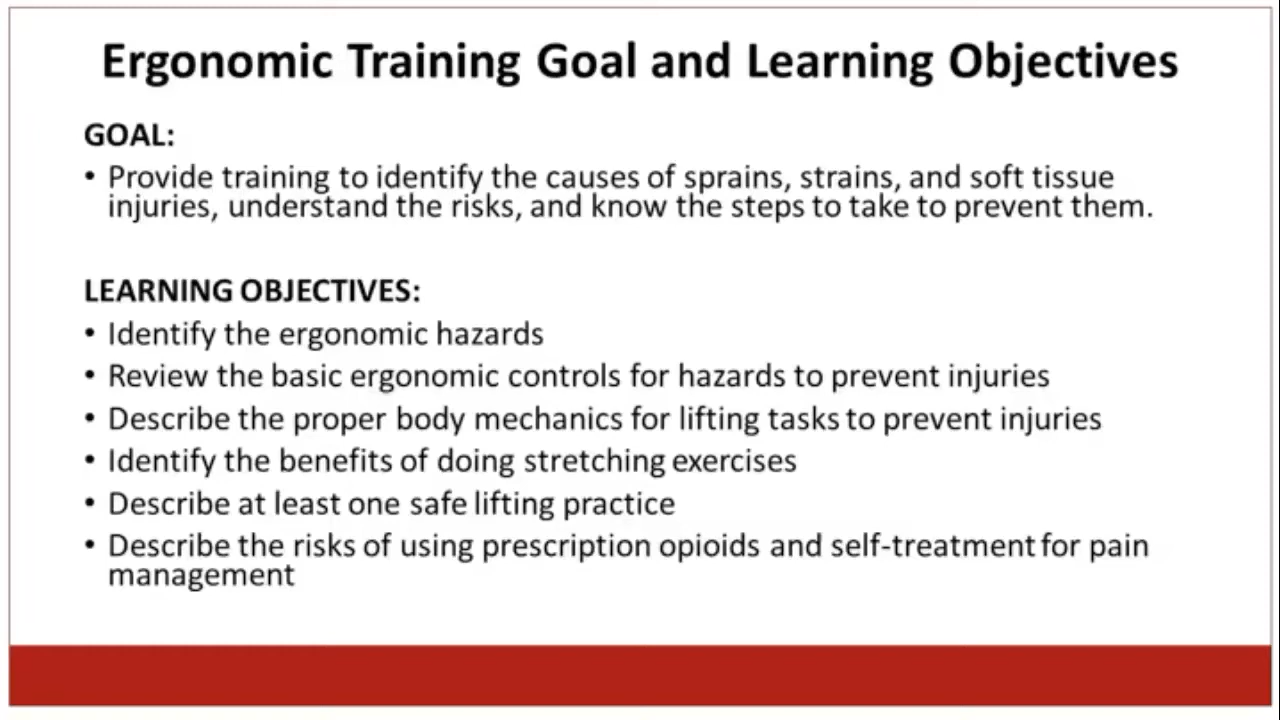 Ergonomic Training Goal and Learning Objectives
GOAL:
• Provide training to identify the causes of sprains, strains, and soft tissue
injuries, understand the risks, and know the steps to take to prevent them.
LEARNING OBJECTIVES:
• Identify the ergonomic hazards
• Review the basic ergonomic controls for hazards to prevent injuries
• Describe the proper body mechanics for lifting tasks to prevent injuries
• Identify the benefits of doing stretching exercises
• Describe at least one safe lifting practice
• Describe the risks of using prescription opioids and self-treatment for pain
management